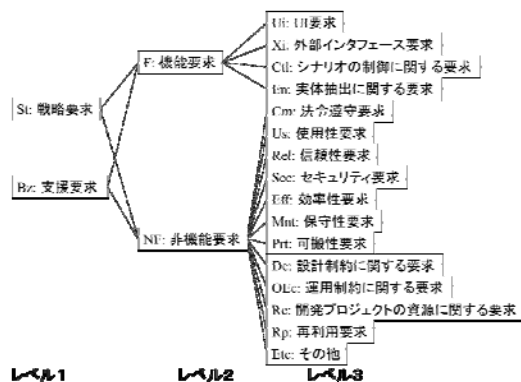 St: 戦略要求
Bz: 支援要求
F: 機能要求
NF: 非機能要求
Ui: UI要求
Xi: 外部インタフェース要求
Ctl: シナリオの制御に関する要求
Em: 実体抽出に関する要求
Cm: 法令遵守要求
Us: 使用性要求
Rel: 信頼性要求
Sec: セキュリティ要求
Eff: 効率性要求
Mnt: 保守性要求
Prt: 可搬性要求
Dc: 設計制約に関する要求
OEc: 運用制約に関する要求
Rc: 開発プロジェクトの資源に関する要求
Rp: 再利用要求
Etc: その他
レベル1 レベル2 レベル3